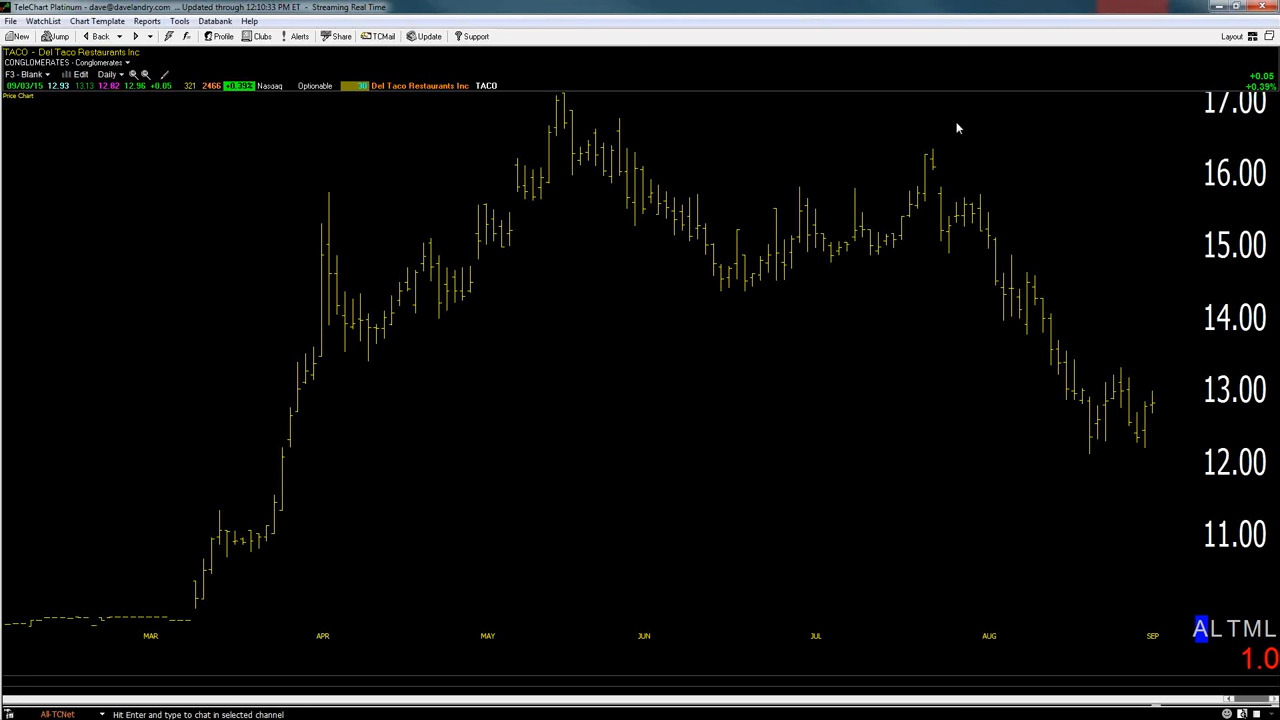 TeleChart Platinum - dave@davelandry.com ... Updated through 12:10:33 PM ET - Streaming Real Time
File WatchList Chart Template Reports Tools Databank Help
New Jump Back Profile Clubs Alerts Share TCMail Update Support Layout
TACO - Del Taco Restaurants Inc
CONGLOMERATES - Conglomerates
F3 - Blank Edit Daily
+0.05
09/03/15 12.93 13.13 12.82 12.96 +0.05 321 2466 +0.39% Nasdaq Optionable 30 Del Taco Restaurants Inc TACO +0.39%
Price Chart
17.00
16.00
15.00
14.00
13.00
12.00
11.00
ALTML
MAR APR MAY JUN JUL AUG SEP
1.0
All-TCNet Hit Enter and type to chat in selected channel